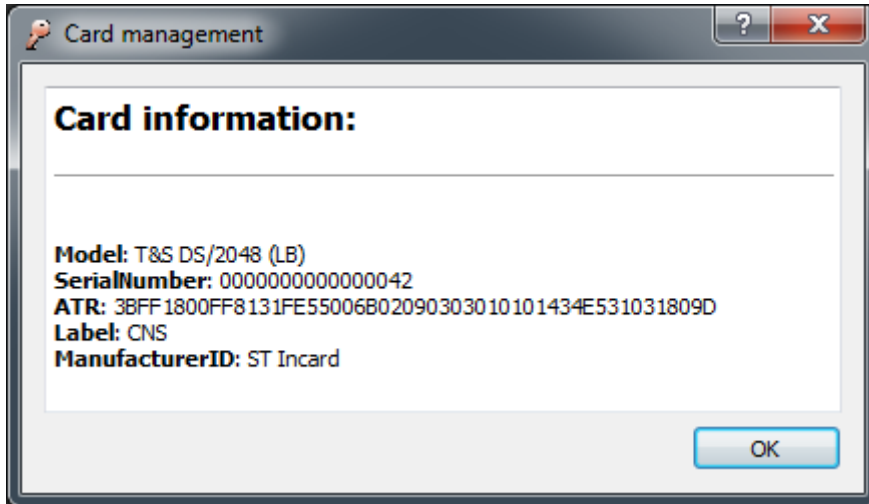 Card management
?
Card information:
Model: T&S DS/2048 (LB)
SerialNumber: 0000000000000042
ATR: 3BFF1800FF8131FE55006B02090303010101434E531031809D
Label: CNS
ManufacturerID: ST Incard
OK